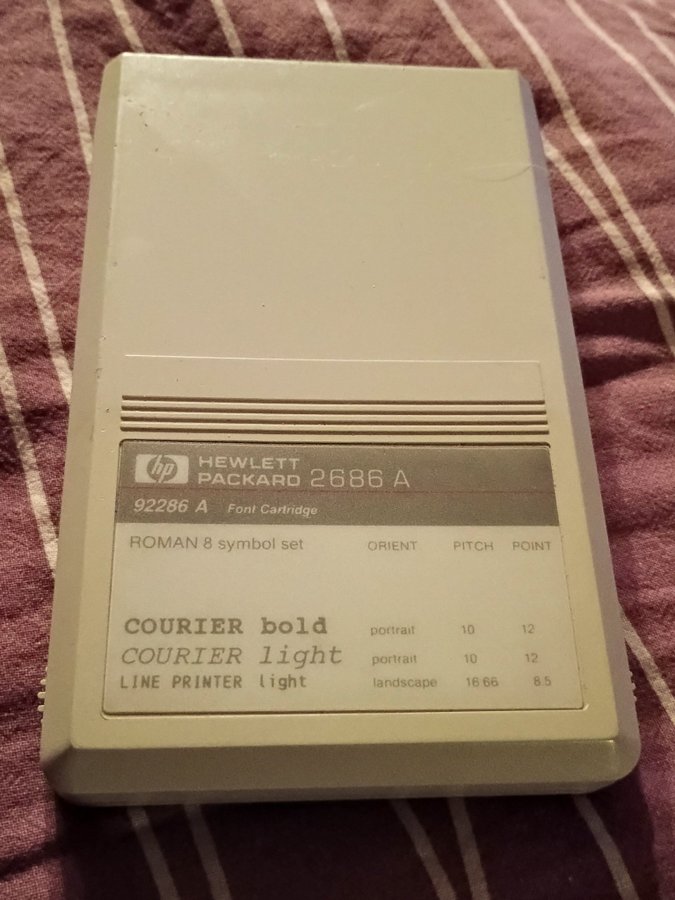 hp HEWLETT
PACKARD 2686 A
92286 A Font Cartridge
ROMAN 8 symbol set ORIENT PITCH POINT
COURIER bold portrait 10 12
COURIER light portrait 10 12
LINE PRINTER light landscape 16 66 8.5